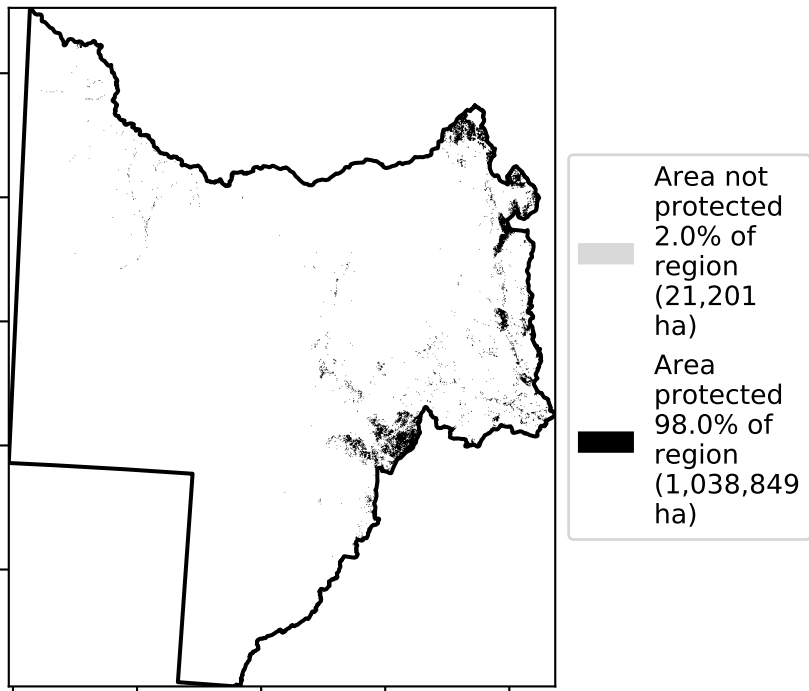 Area not
protected
2.0% of
region
(21,201
ha)
Area
protected
98.0% of
region
(1,038,849
ha)